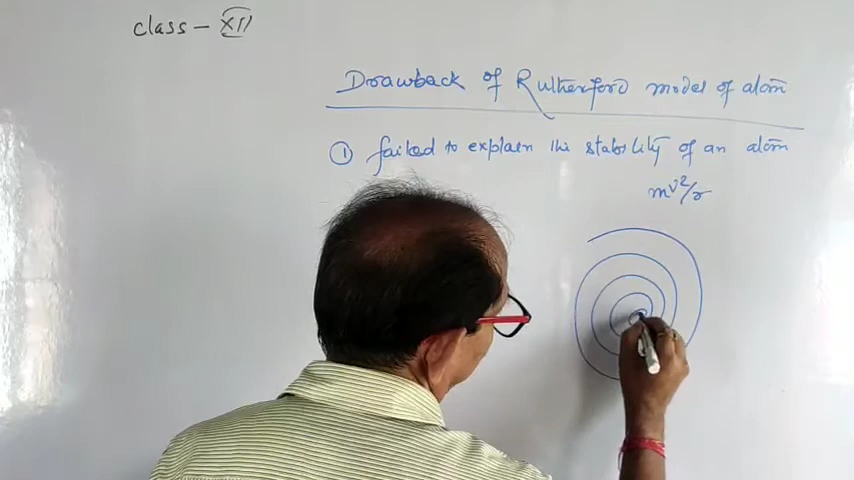 class - XII
Drawback of Rutherford model of atom
① failed to explain the stability of an atom
mv²/r